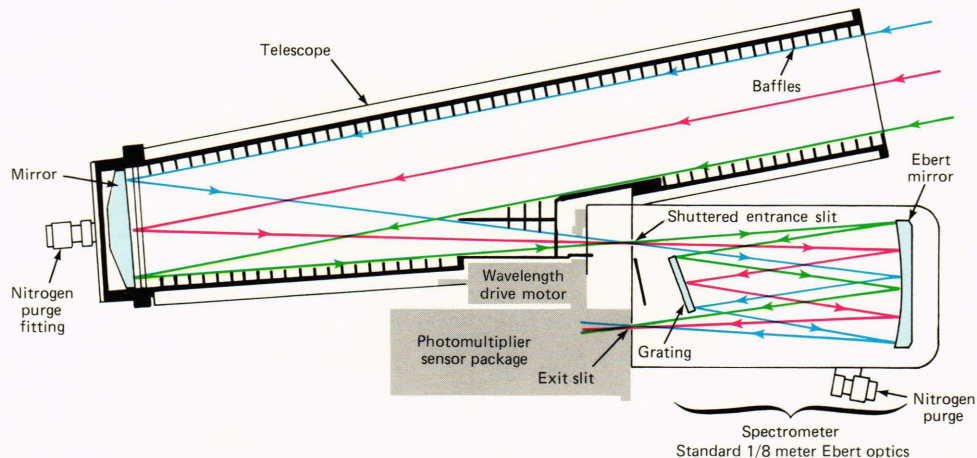 Telescope
Baffles
Mirror
Ebert
mirror
Shuttered entrance slit
Nitrogen
purge
fitting
Wavelength
drive motor
Photomultiplier
sensor package
Grating
Exit slit
Nitrogen
purge
Spectrometer
Standard 1/8 meter Ebert optics